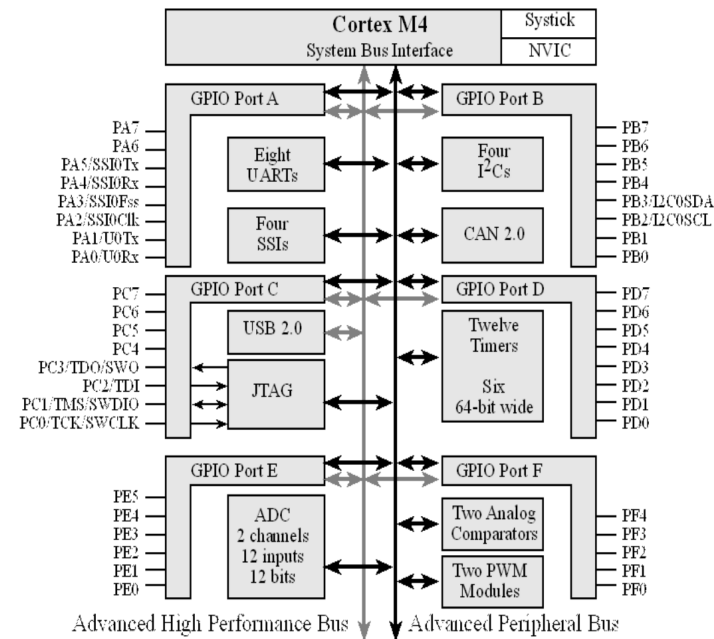 Cortex M4
System Bus Interface
Systick
NVIC
GPIO Port A
GPIO Port B
PA7
PA6
PA5/SSI0Tx
PA4/SSI0Rx
PA3/SSI0Fss
PA2/SSI0Clk
PA1/U0Tx
PA0/U0Rx
Eight
UARTs
Four
SSIs
Four
I2Cs
CAN 2.0
PB7
PB6
PB5
PB4
PB3/I2C0SDA
PB2/I2C0SCL
PB1
PB0
GPIO Port C
GPIO Port D
PC7
PC6
PC5
PC4
PC3/TDO/SWO
PC2/TDI
PC1/TMS/SWDIO
PC0/TCK/SWCLK
USB 2.0
JTAG
Twelve
Timers
Six
64-bit wide
PD7
PD6
PD5
PD4
PD3
PD2
PD1
PD0
GPIO Port E
GPIO Port F
PE5
PE4
PE3
PE2
PE1
PE0
ADC
2 channels
12 inputs
12 bits
Two Analog
Comparators
Two PWM
Modules
PF4
PF3
PF2
PF1
PF0
Advanced High Performance Bus
Advanced Peripheral Bus